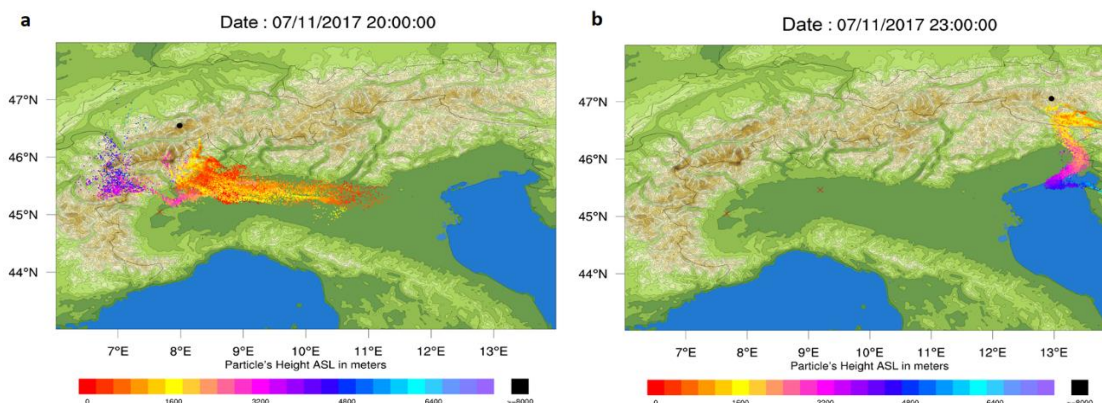 a
Date : 07/11/2017 20:00:00
47°N
46°N
45°N
44°N
7°E 8°E 9°E 10°E 11°E 12°E 13°E
Particle's Height ASL in meters
0 1600 3200 4800 6400 >=8000
b
Date : 07/11/2017 23:00:00
47°N
46°N
45°N
44°N
7°E 8°E 9°E 10°E 11°E 12°E 13°E
Particle's Height ASL in meters
0 1600 3200 4800 6400 >=8000